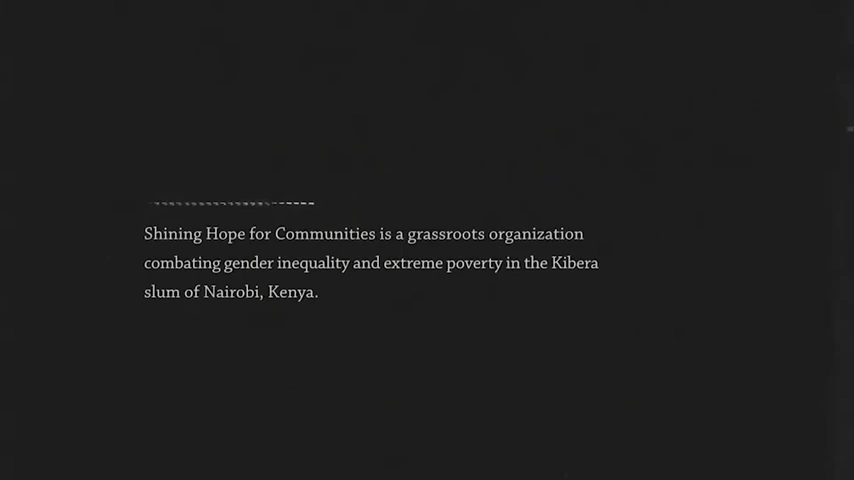 Shining Hope for Communities is a grassroots organization
combating gender inequality and extreme poverty in the Kibera
slum of Nairobi, Kenya.